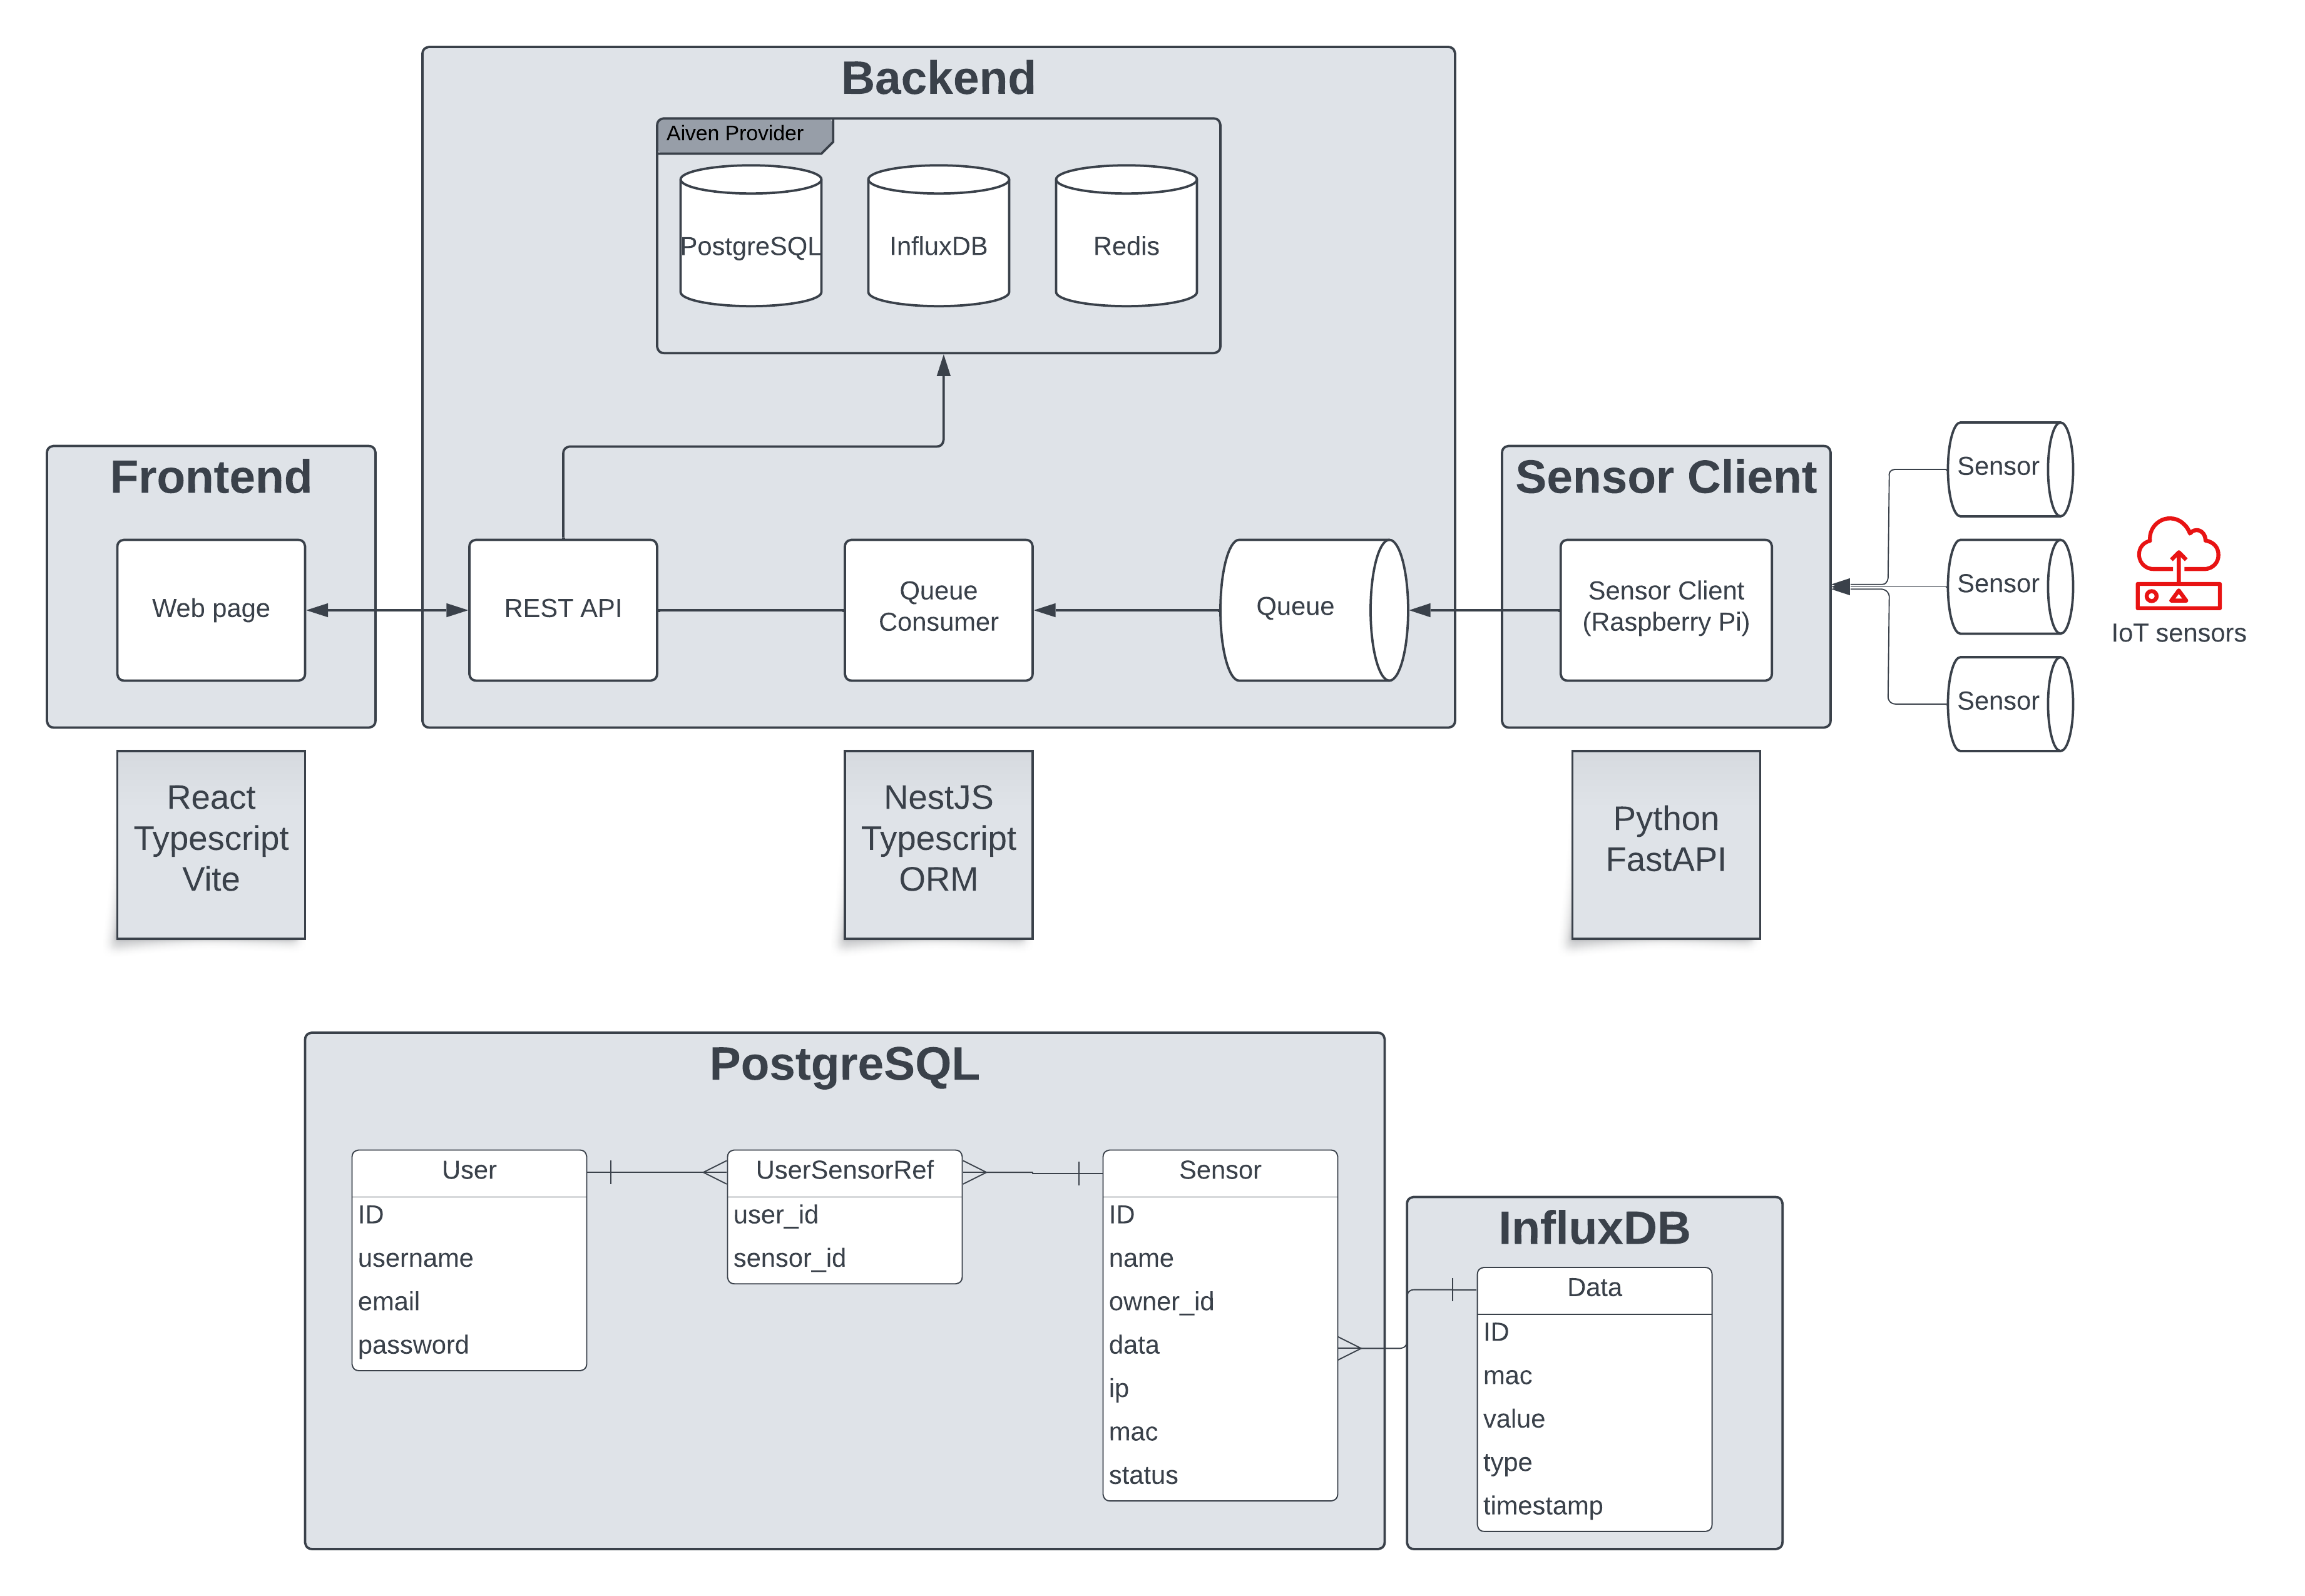 Backend
Aiven Provider
PostgreSQL
InfluxDB
Redis
Frontend
Web page
REST API
Queue
Consumer
Queue
Sensor Client
Sensor Client
(Raspberry Pi)
Sensor
Sensor
Sensor
IoT sensors
React
Typescript
Vite
NestJS
Typescript
ORM
Python
FastAPI
PostgreSQL
User
ID
username
email
password
UserSensorRef
user_id
sensor_id
Sensor
ID
name
owner_id
data
ip
mac
status
InfluxDB
Data
ID
mac
value
type
timestamp